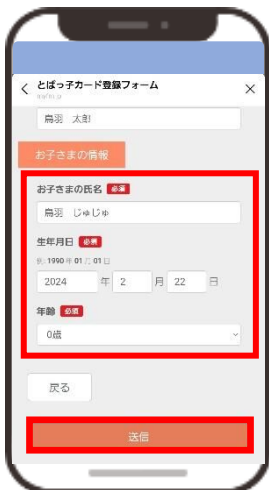 とばっ子カード登録フォーム
鳥羽 太郎
お子さまの情報
お子さまの氏名 必須
鳥羽 じゅじゅ
生年月日 必須
例: 1990 年 01 月 01 日
2024 年 2 月 22 日
年齢 必須
0歳
戻る
送信